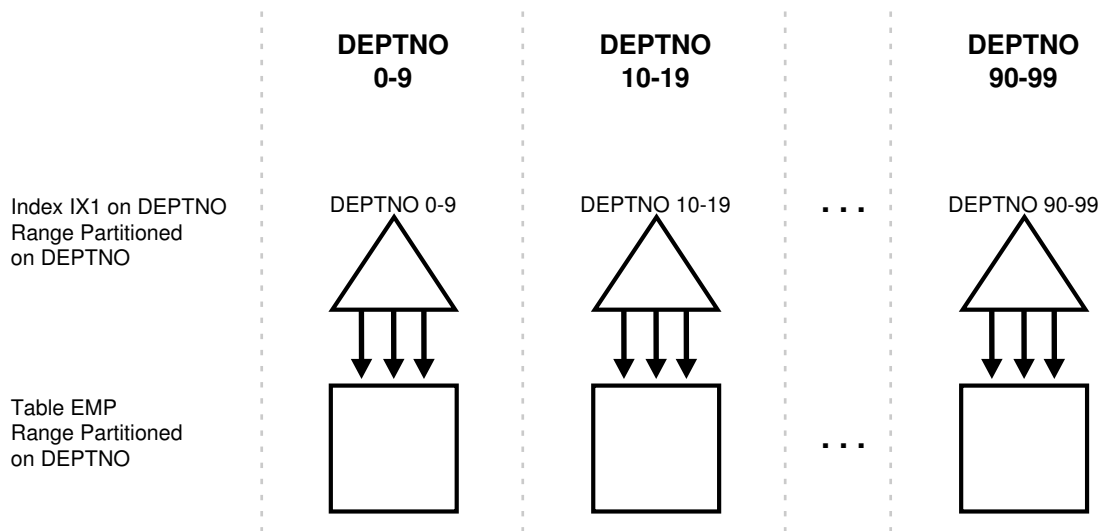 DEPTNO
0-9
DEPTNO
10-19
DEPTNO
90-99
Index IX1 on DEPTNO
Range Partitioned
on DEPTNO
DEPTNO 0-9
DEPTNO 10-19
. . .
DEPTNO 90-99
Table EMP
Range Partitioned
on DEPTNO
. . .